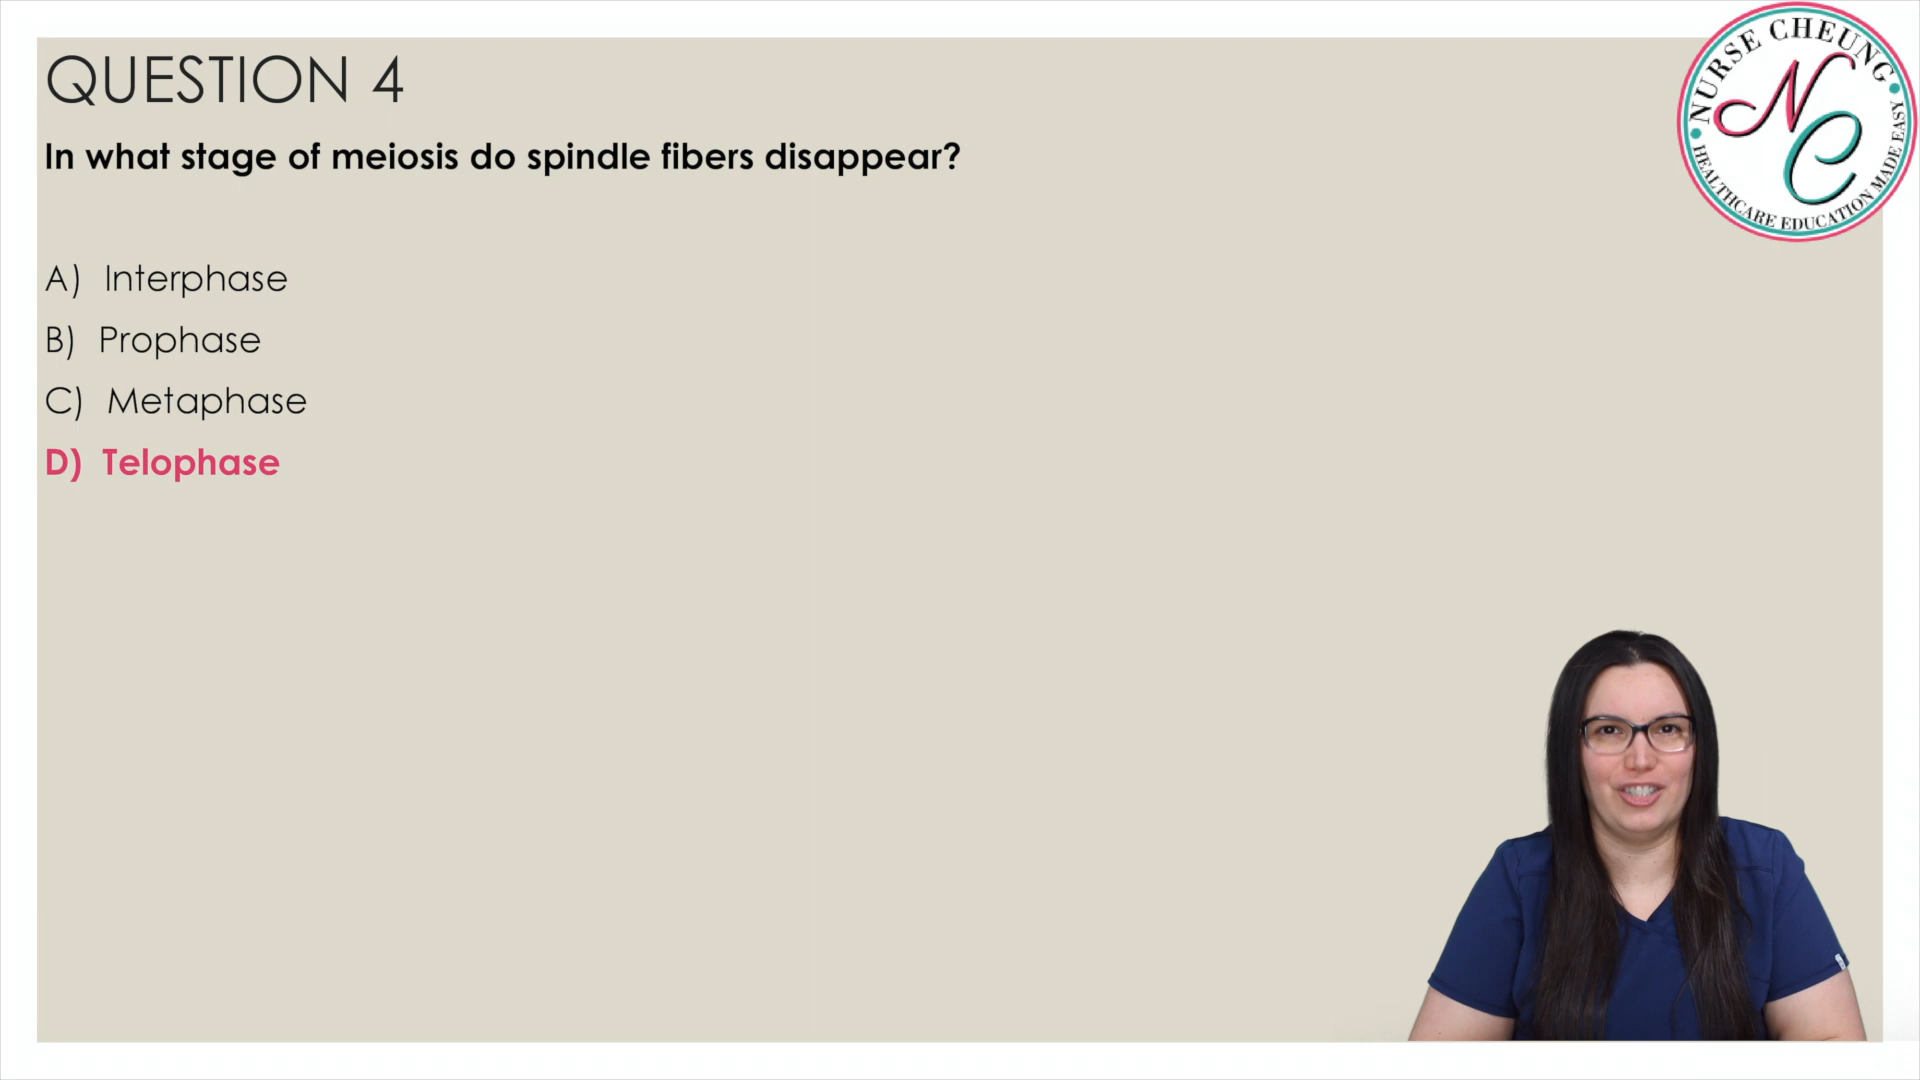 QUESTION 4
In what stage of meiosis do spindle fibers disappear?
A) Interphase
B) Prophase
C) Metaphase
D) Telophase
NURSE CHEUNG
NC
HEALTHCARE EDUCATION MADE EASY